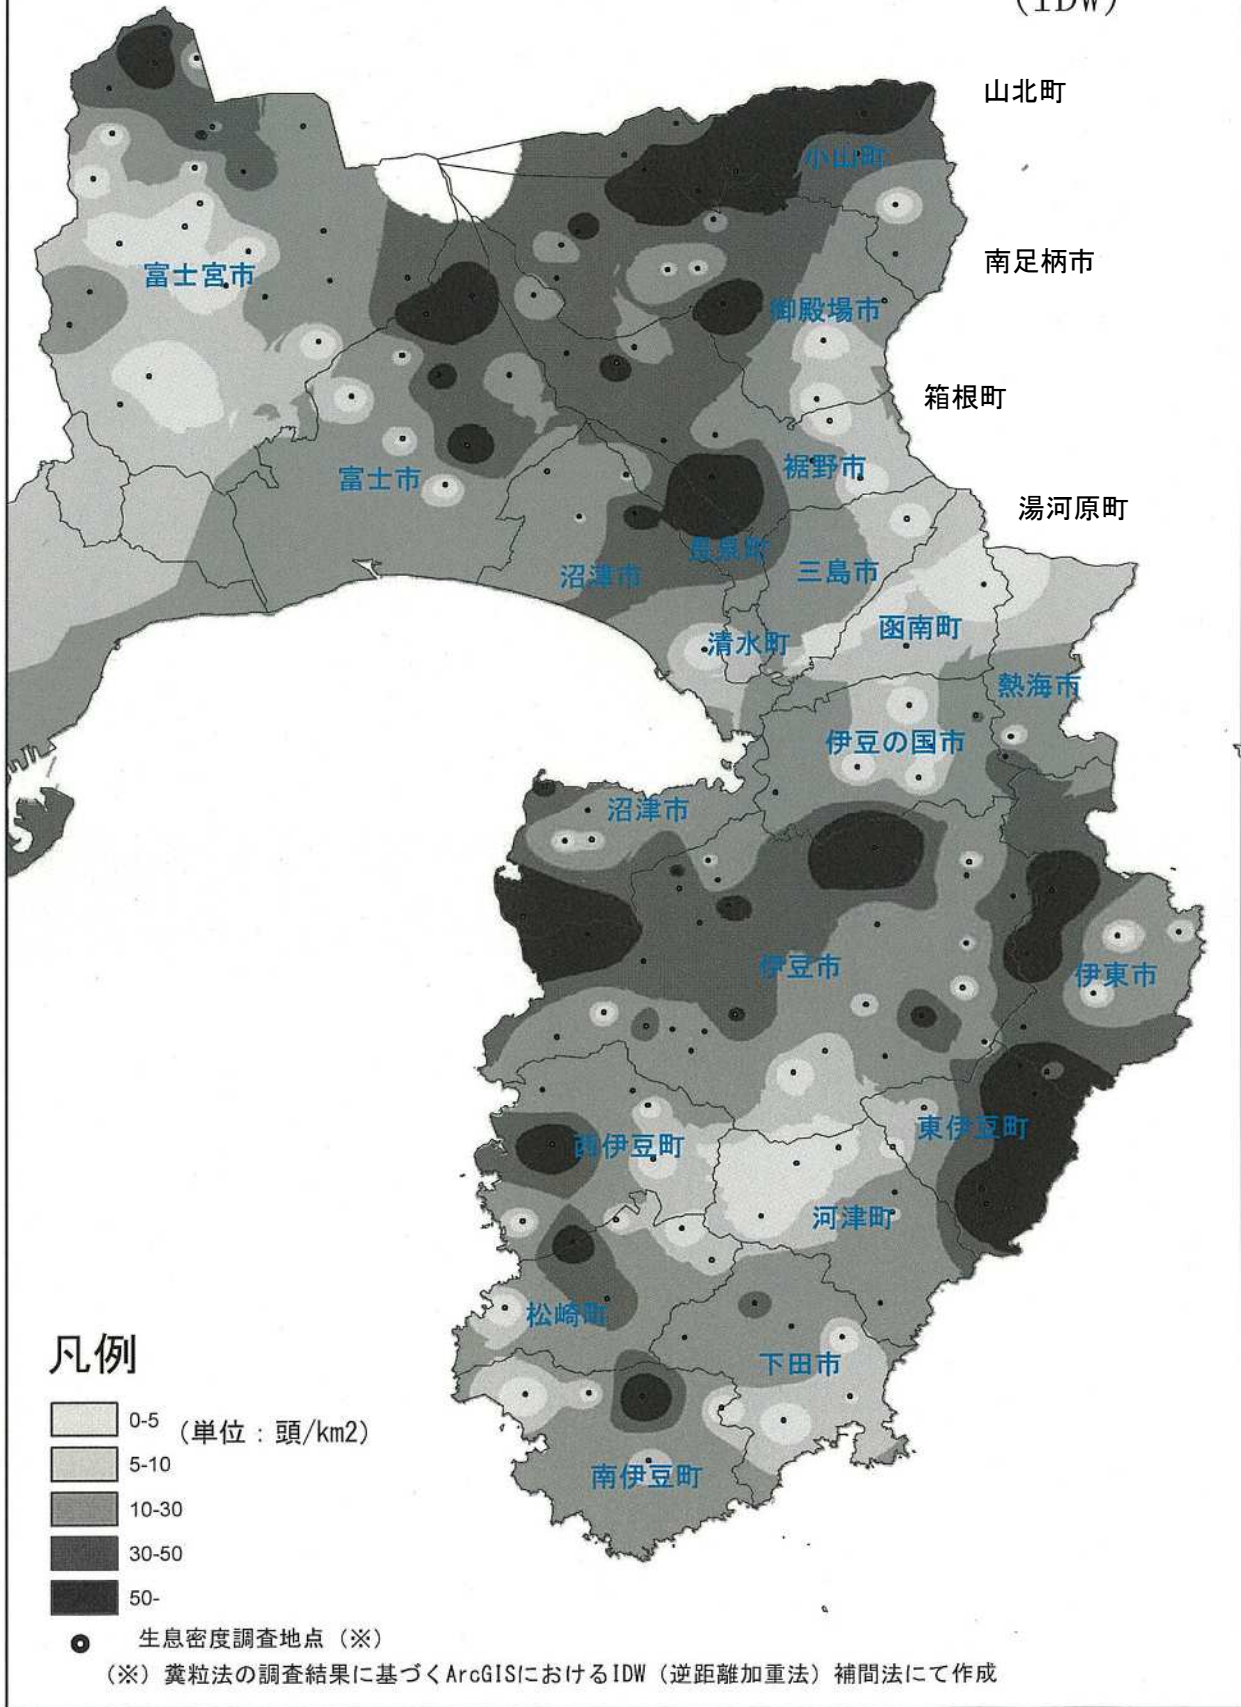 (IDW)
山北町
小山町
南足柄市
富士宮市
御殿場市
箱根町
裾野市
富士市
湯河原町
長泉町
三島市
沼津市
函南町
清水町
熱海市
伊豆の国市
沼津市
伊豆市
伊東市
東伊豆町
西伊豆町
河津町
松崎町
下田市
南伊豆町
凡例
0-5
(単位：頭/km2)
5-10
10-30
30-50
50-
生息密度調査地点（※）
（※）糞粒法の調査結果に基づくArcGISにおけるIDW（逆距離加重法）補間法にて作成